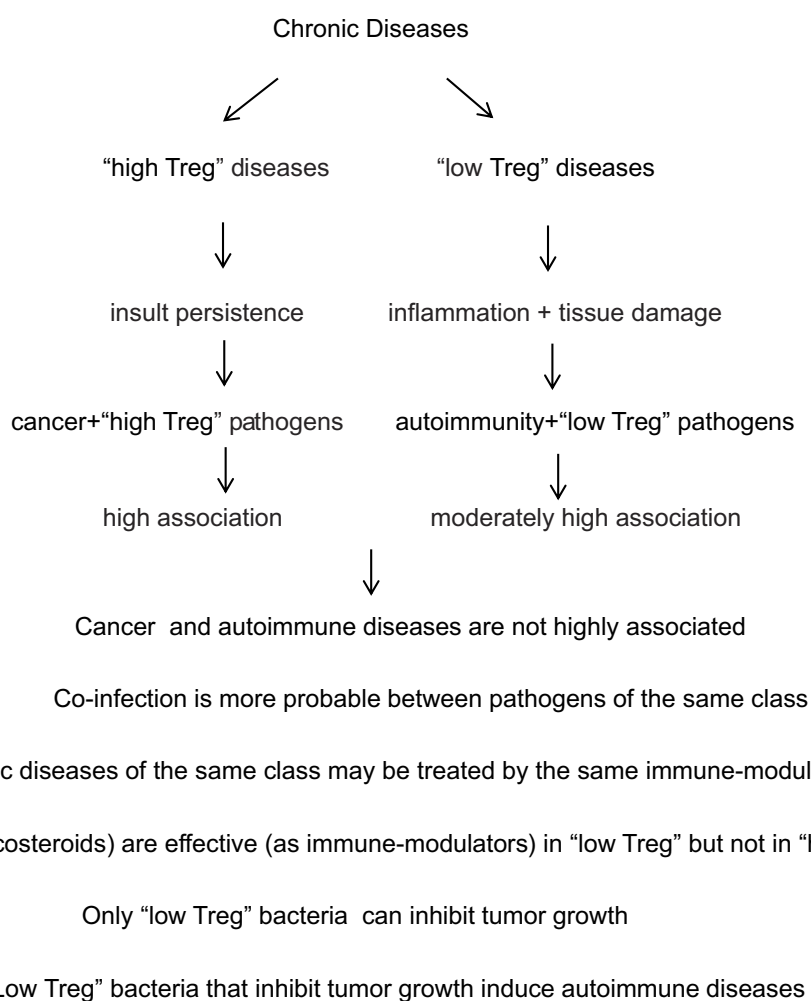 Chronic Diseases
“high Treg” diseases “low Treg” diseases
insult persistence inflammation + tissue damage
cancer+“high Treg” pathogens autoimmunity+“low Treg” pathogens
high association moderately high association
Cancer and autoimmune diseases are not highly associated
Co-infection is more probable between pathogens of the same class
diseases of the same class may be treated by the same
are effective (as immune-modulators) in “low Treg” but not in
Only “low Treg” bacteria can inhibit tumor growth
Low Treg” bacteria that inhibit tumor growth induce autoimmune diseases